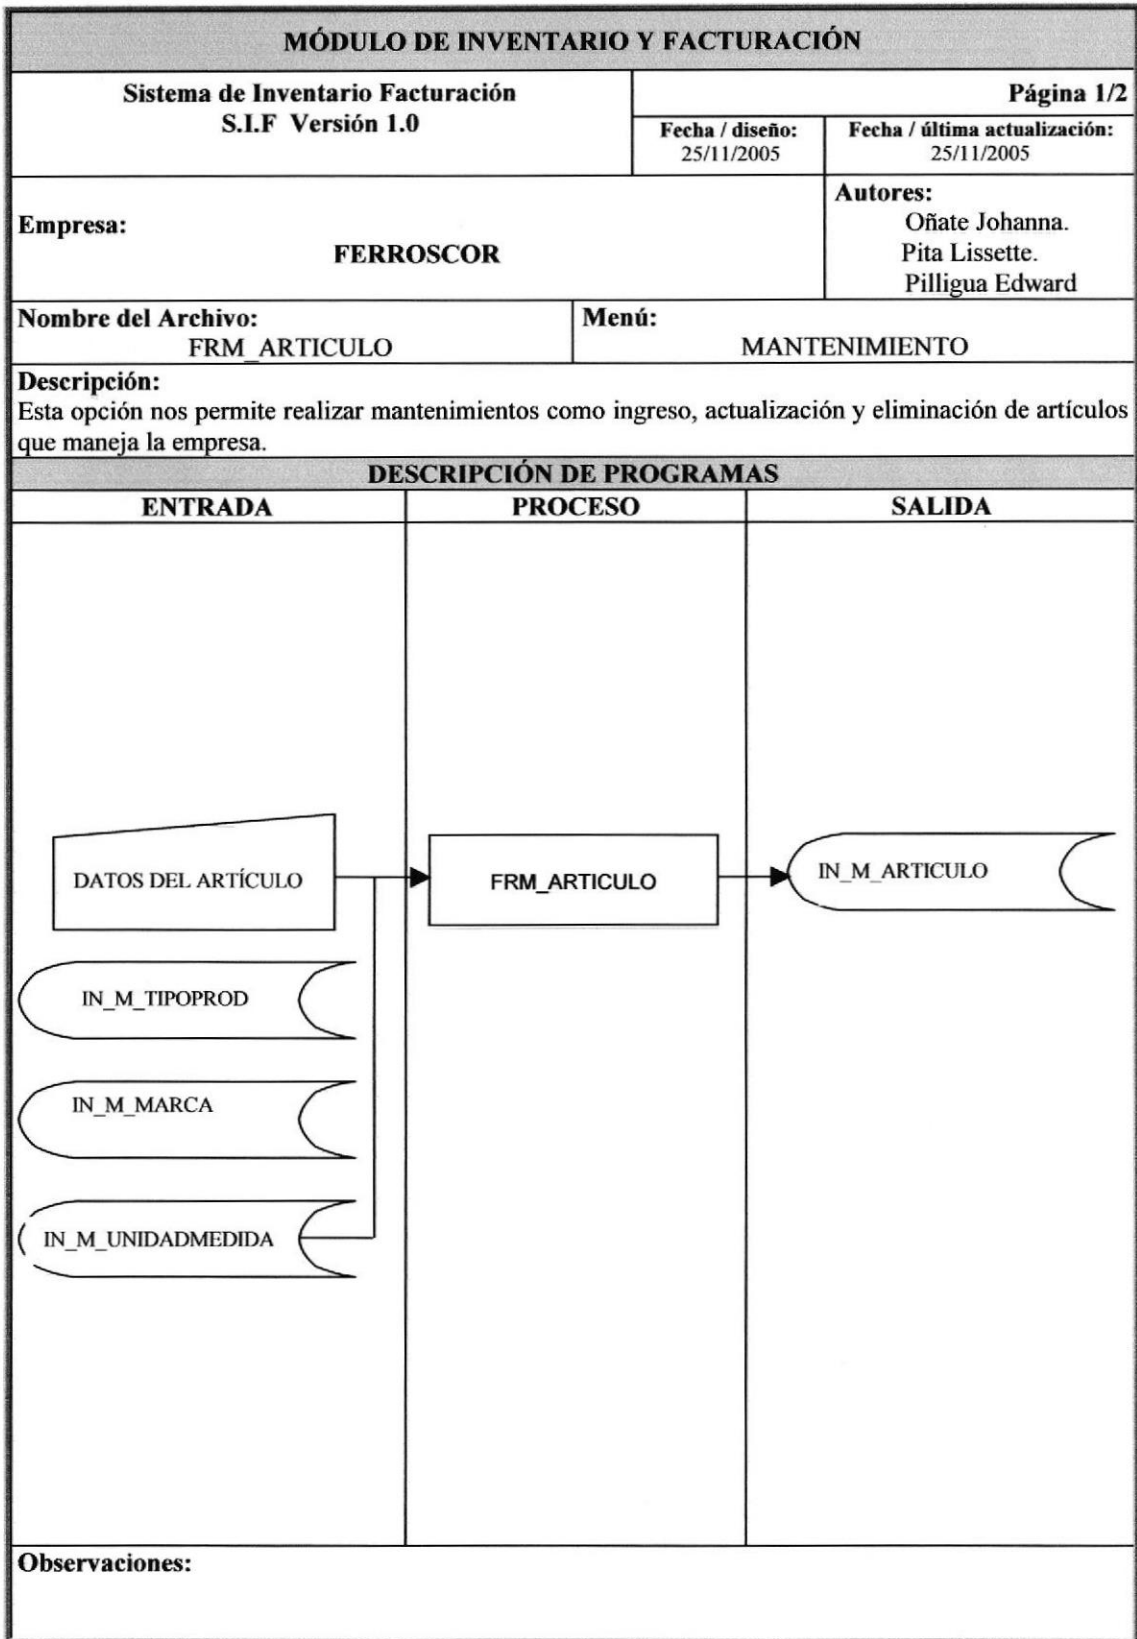 MÓDULO DE INVENTARIO Y FACTURACIÓN
Sistema de Inventario Facturación
S.I.F Versión 1.0
Página 1/2
Fecha / diseño:
25/11/2005
Fecha / última actualización:
25/11/2005
Empresa:
FERROSCOR
Autores:
Oñate Johanna.
Pita Lissette.
Pilligua Edward
Nombre del Archivo:
FRM_ARTICULO
Menú:
MANTENIMIENTO
Descripción:
Esta opción nos permite realizar mantenimientos como ingreso, actualización y eliminación de artículos
que maneja la empresa.
DESCRIPCIÓN DE PROGRAMAS
ENTRADA
PROCESO
SALIDA
DATOS DEL ARTÍCULO
FRM_ARTICULO
IN_M_ARTICULO
IN_M_TIPOPROD
IN_M_MARCA
IN_M_UNIDADMEDIDA
Observaciones: